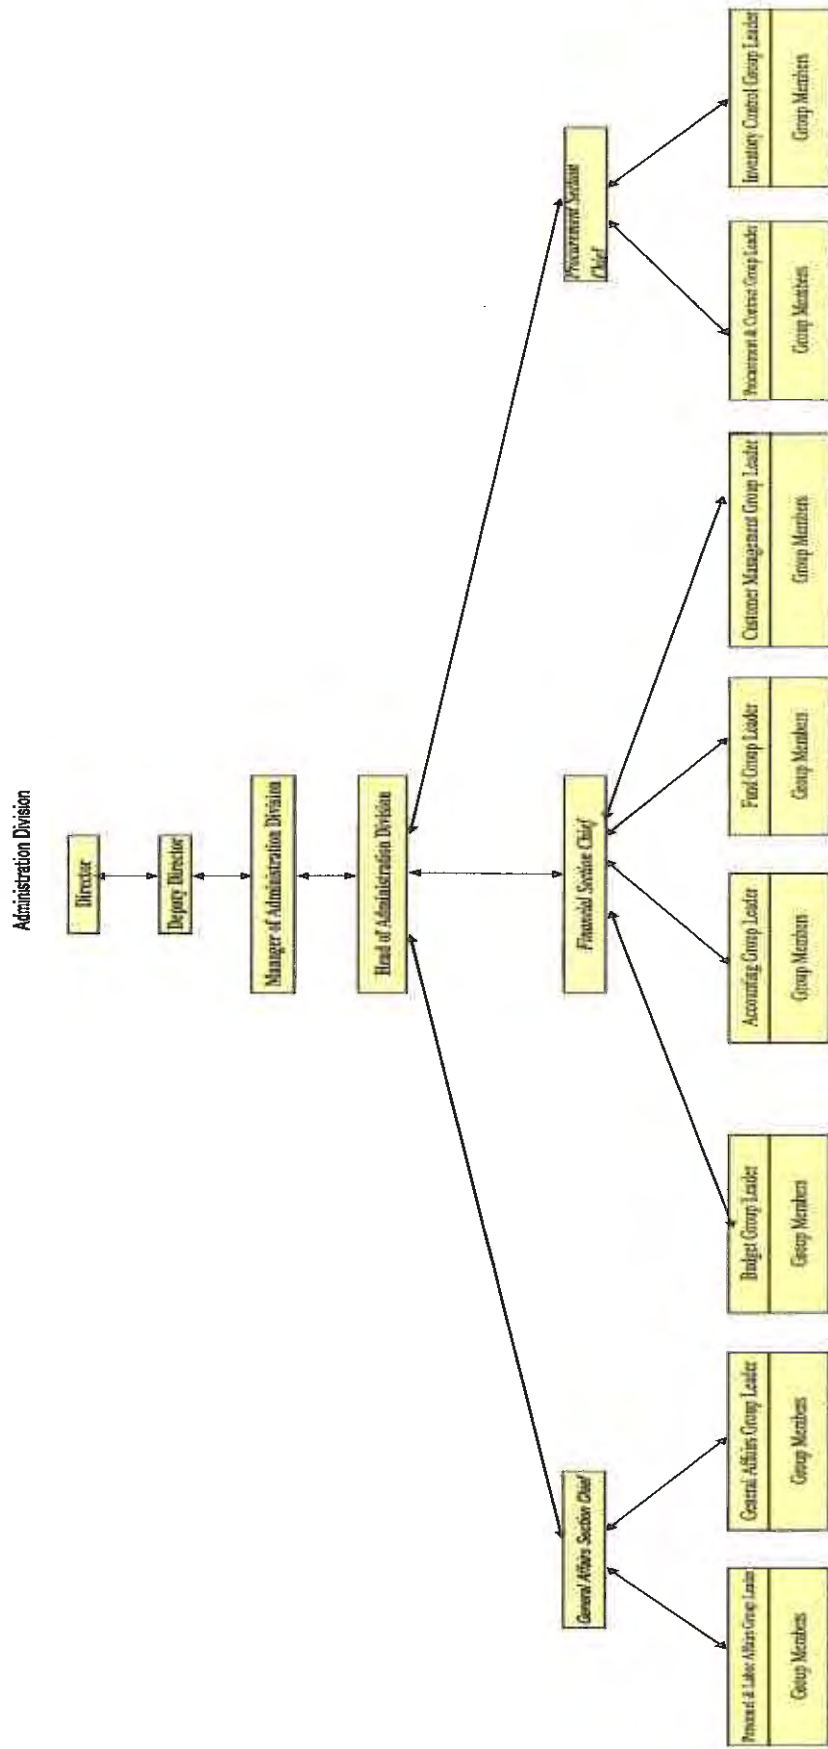 Administration Division
Director
Depury Director
Manager of Administration Division
Head of Administration Division
General Affairs Section Chief
Financial Section Chief
Procurement Section
Chief
Personnel & Labor Affairs Group Leader
Group Members
General Affairs Group Leader
Group Members
Budget Group Leader
Group Members
Accounting Group Leader
Group Members
Fund Group Leader
Group Members
Customer Management Group Leader
Group Members
Procurement & Contract Group Leader
Group Members
Inventory Control Group Leader
Group Members